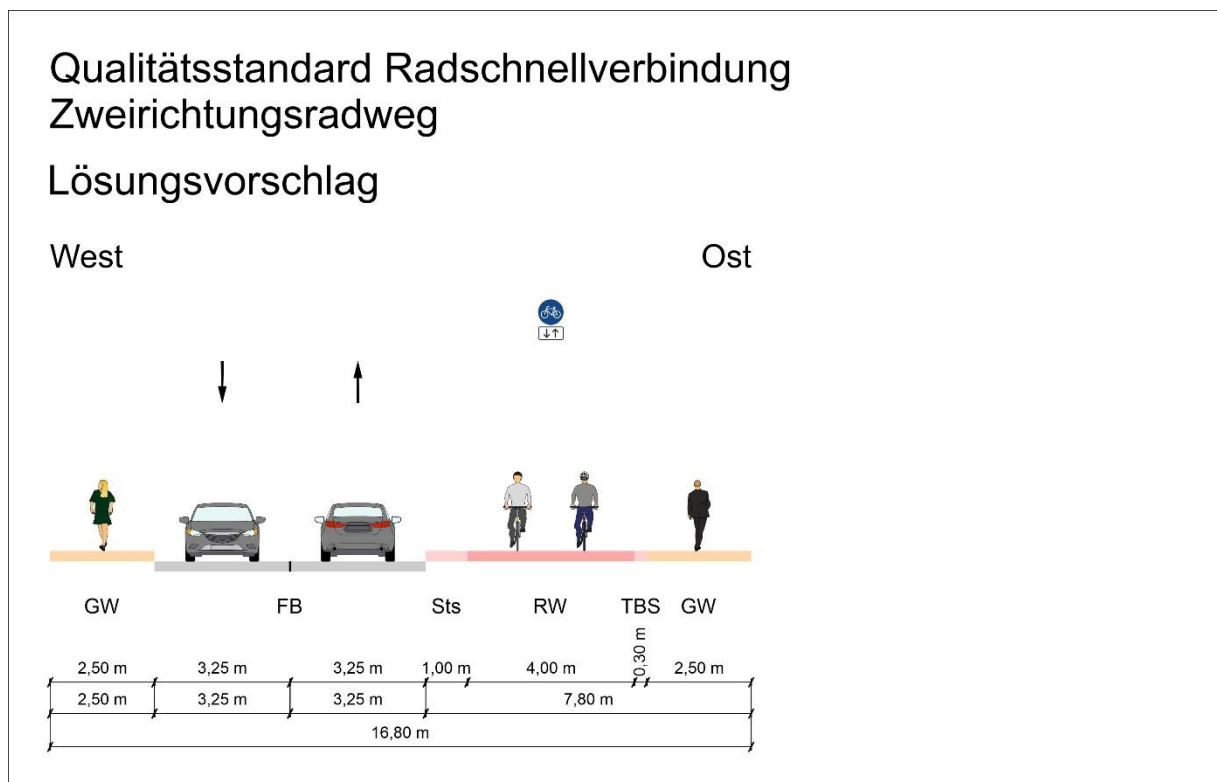 Qualitätsstandard Radschnellverbindung
Zweirichtungsradweg
Lösungsvorschlag
West Ost
GW FB Sts RW TBS GW
2,50 m 3,25 m 3,25 m 1,00 m 4,00 m 0,30 m 2,50 m
2,50 m 3,25 m 3,25 m 7,80 m
16,80 m